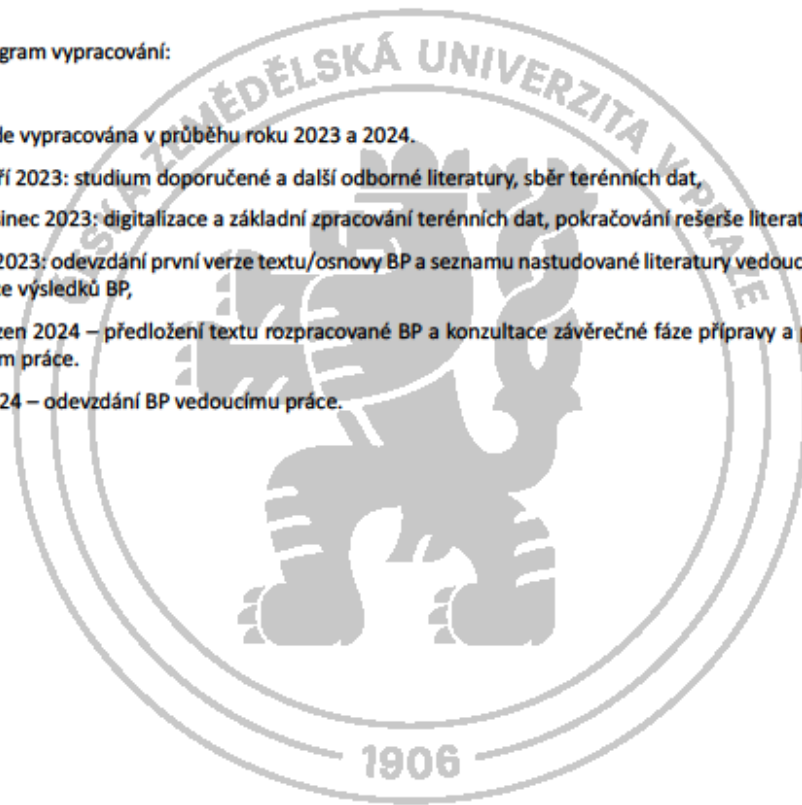 gram vypracování:
de vypracována v průběhu roku 2023 a 2024.
ří 2023: studium doporučené a další odborné literatury, sběr terénních dat,
sinec 2023: digitalizace a základní zpracování terénních dat, pokračování rešerše literat
2023: odevzdání první verze textu/osnovy BP a seznamu nastudované literatury vedouc
ce výsledků BP,
zen 2024 – předložení textu rozpracované BP a konzultace závěrečné fáze přípravy a p
m práce.
24 – odevzdání BP vedoucímu práce.
ČESKÁ ZEMĚDĚLSKÁ UNIVERZITA V PRAZE
1906